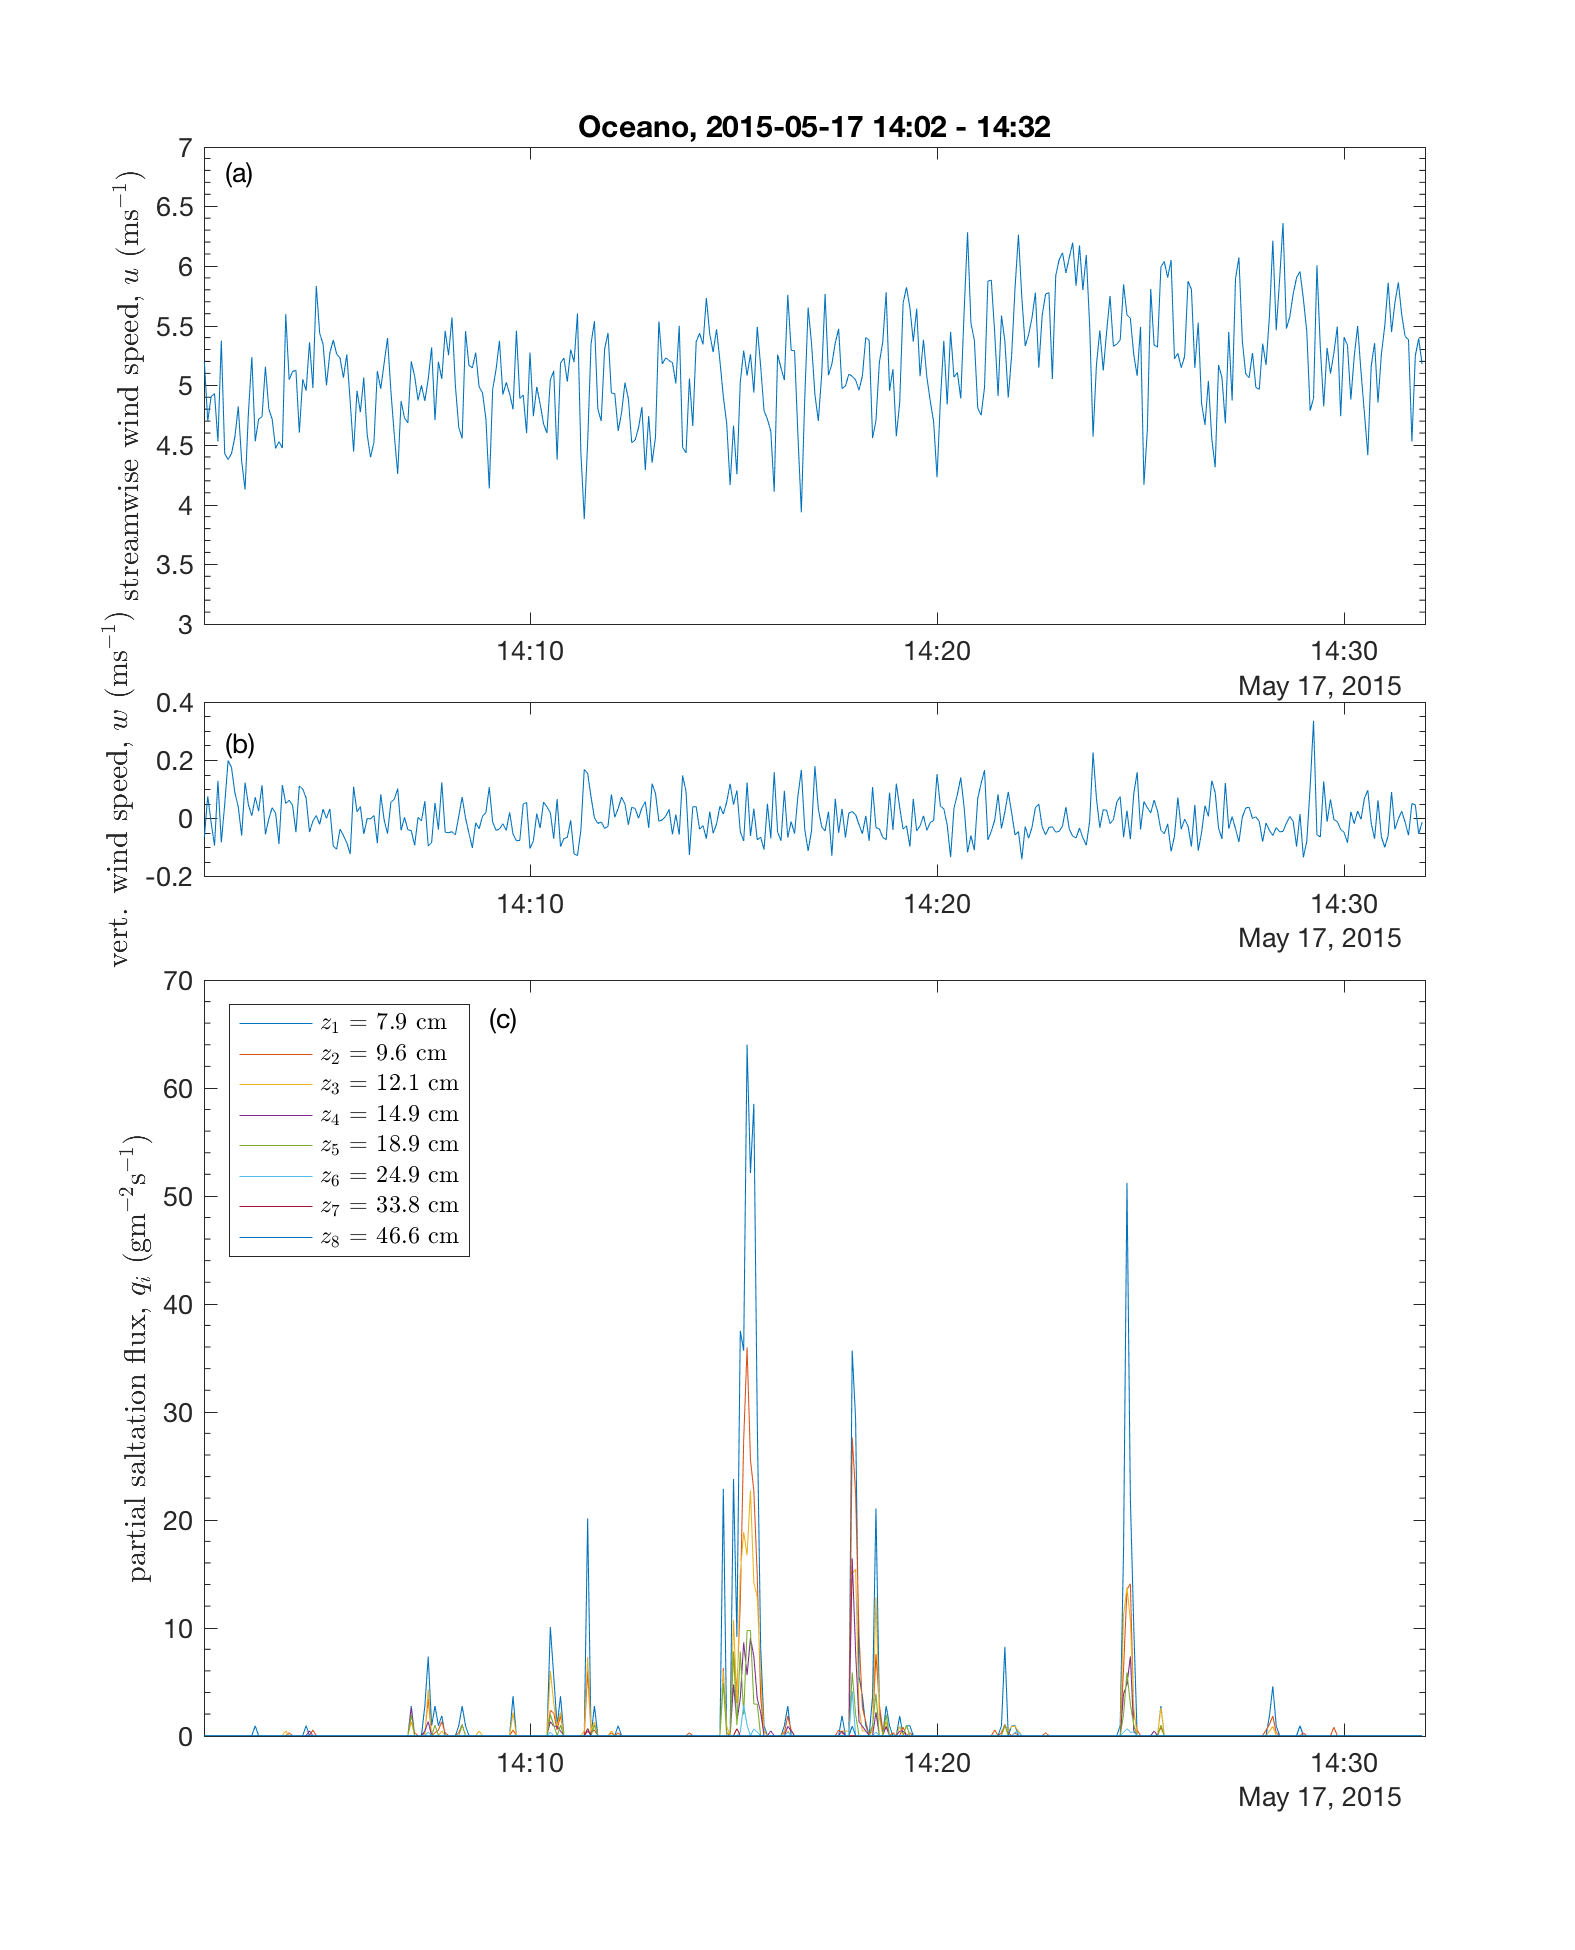 Oceano, 2015-05-17 14:02 - 14:32
(a)
streamwise wind speed, u (ms⁻¹)
7
6.5
6
5.5
5
4.5
4
3.5
3
14:10 14:20 14:30
May 17, 2015
(b)
vert. wind speed, w (ms⁻¹)
0.4
0.2
0
-0.2
14:10 14:20 14:30
May 17, 2015
(c)
partial saltation flux, qᵢ (gm⁻²s⁻¹)
70
60
50
40
30
20
10
0
z₁ = 7.9 cm
z₂ = 9.6 cm
z₃ = 12.1 cm
z₄ = 14.9 cm
z₅ = 18.9 cm
z₆ = 24.9 cm
z₇ = 33.8 cm
z₈ = 46.6 cm
14:10 14:20 14:30
May 17, 2015